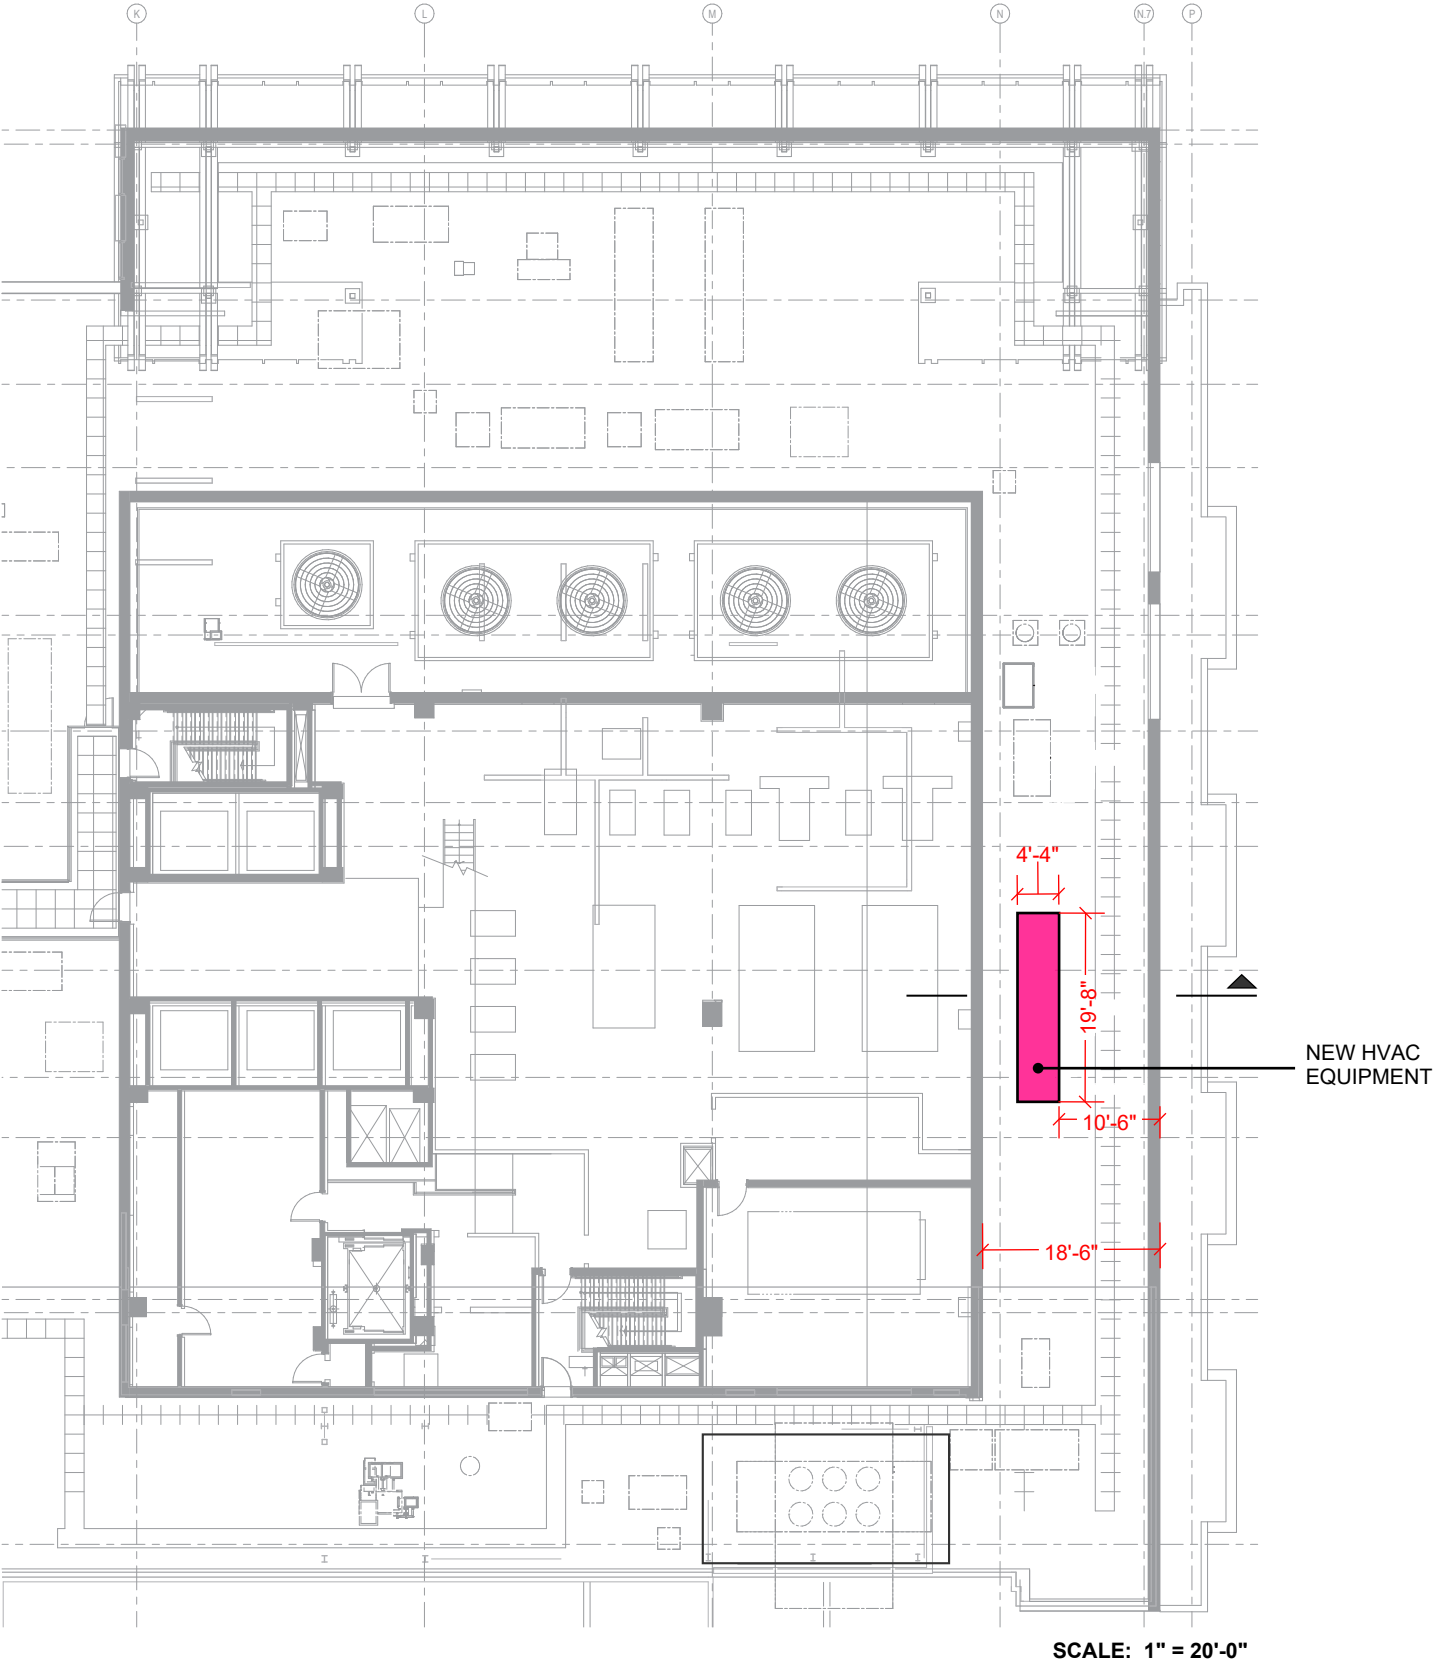 K
L
M
N
N.7
P
4'-4"
19'-8"
NEW HVAC
EQUIPMENT
10'-6"
18'-6"
SCALE: 1" = 20'-0"